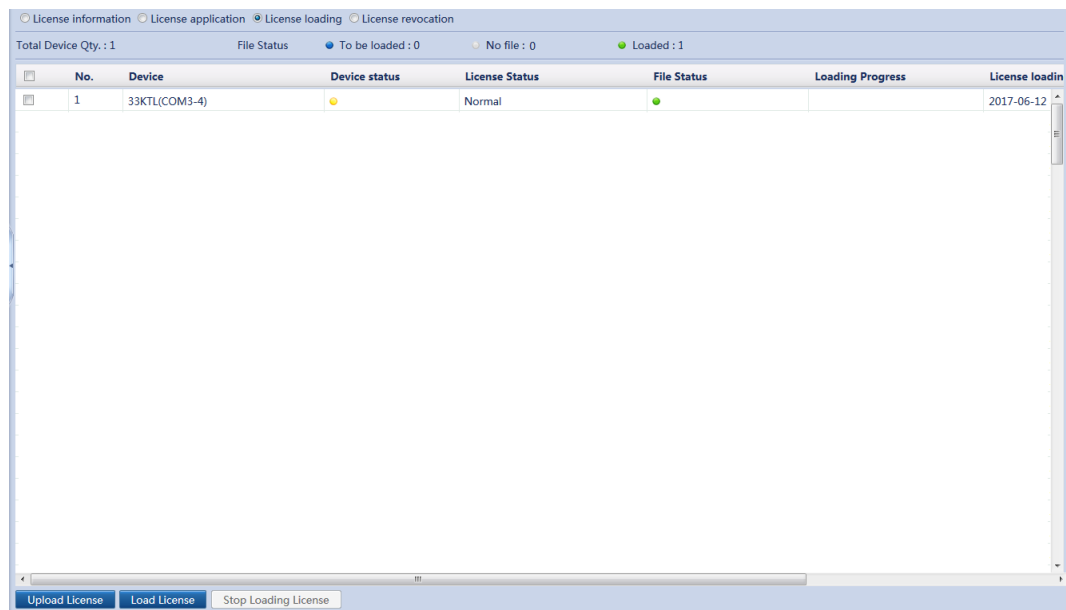 License information License application License loading License revocation
Total Device Qty. : 1 File Status To be loaded : 0 No file : 0 Loaded : 1
No. Device Device status License Status File Status Loading Progress License loadin
1 33KTL(COM3-4) Normal 2017-06-12
Upload License Load License Stop Loading License